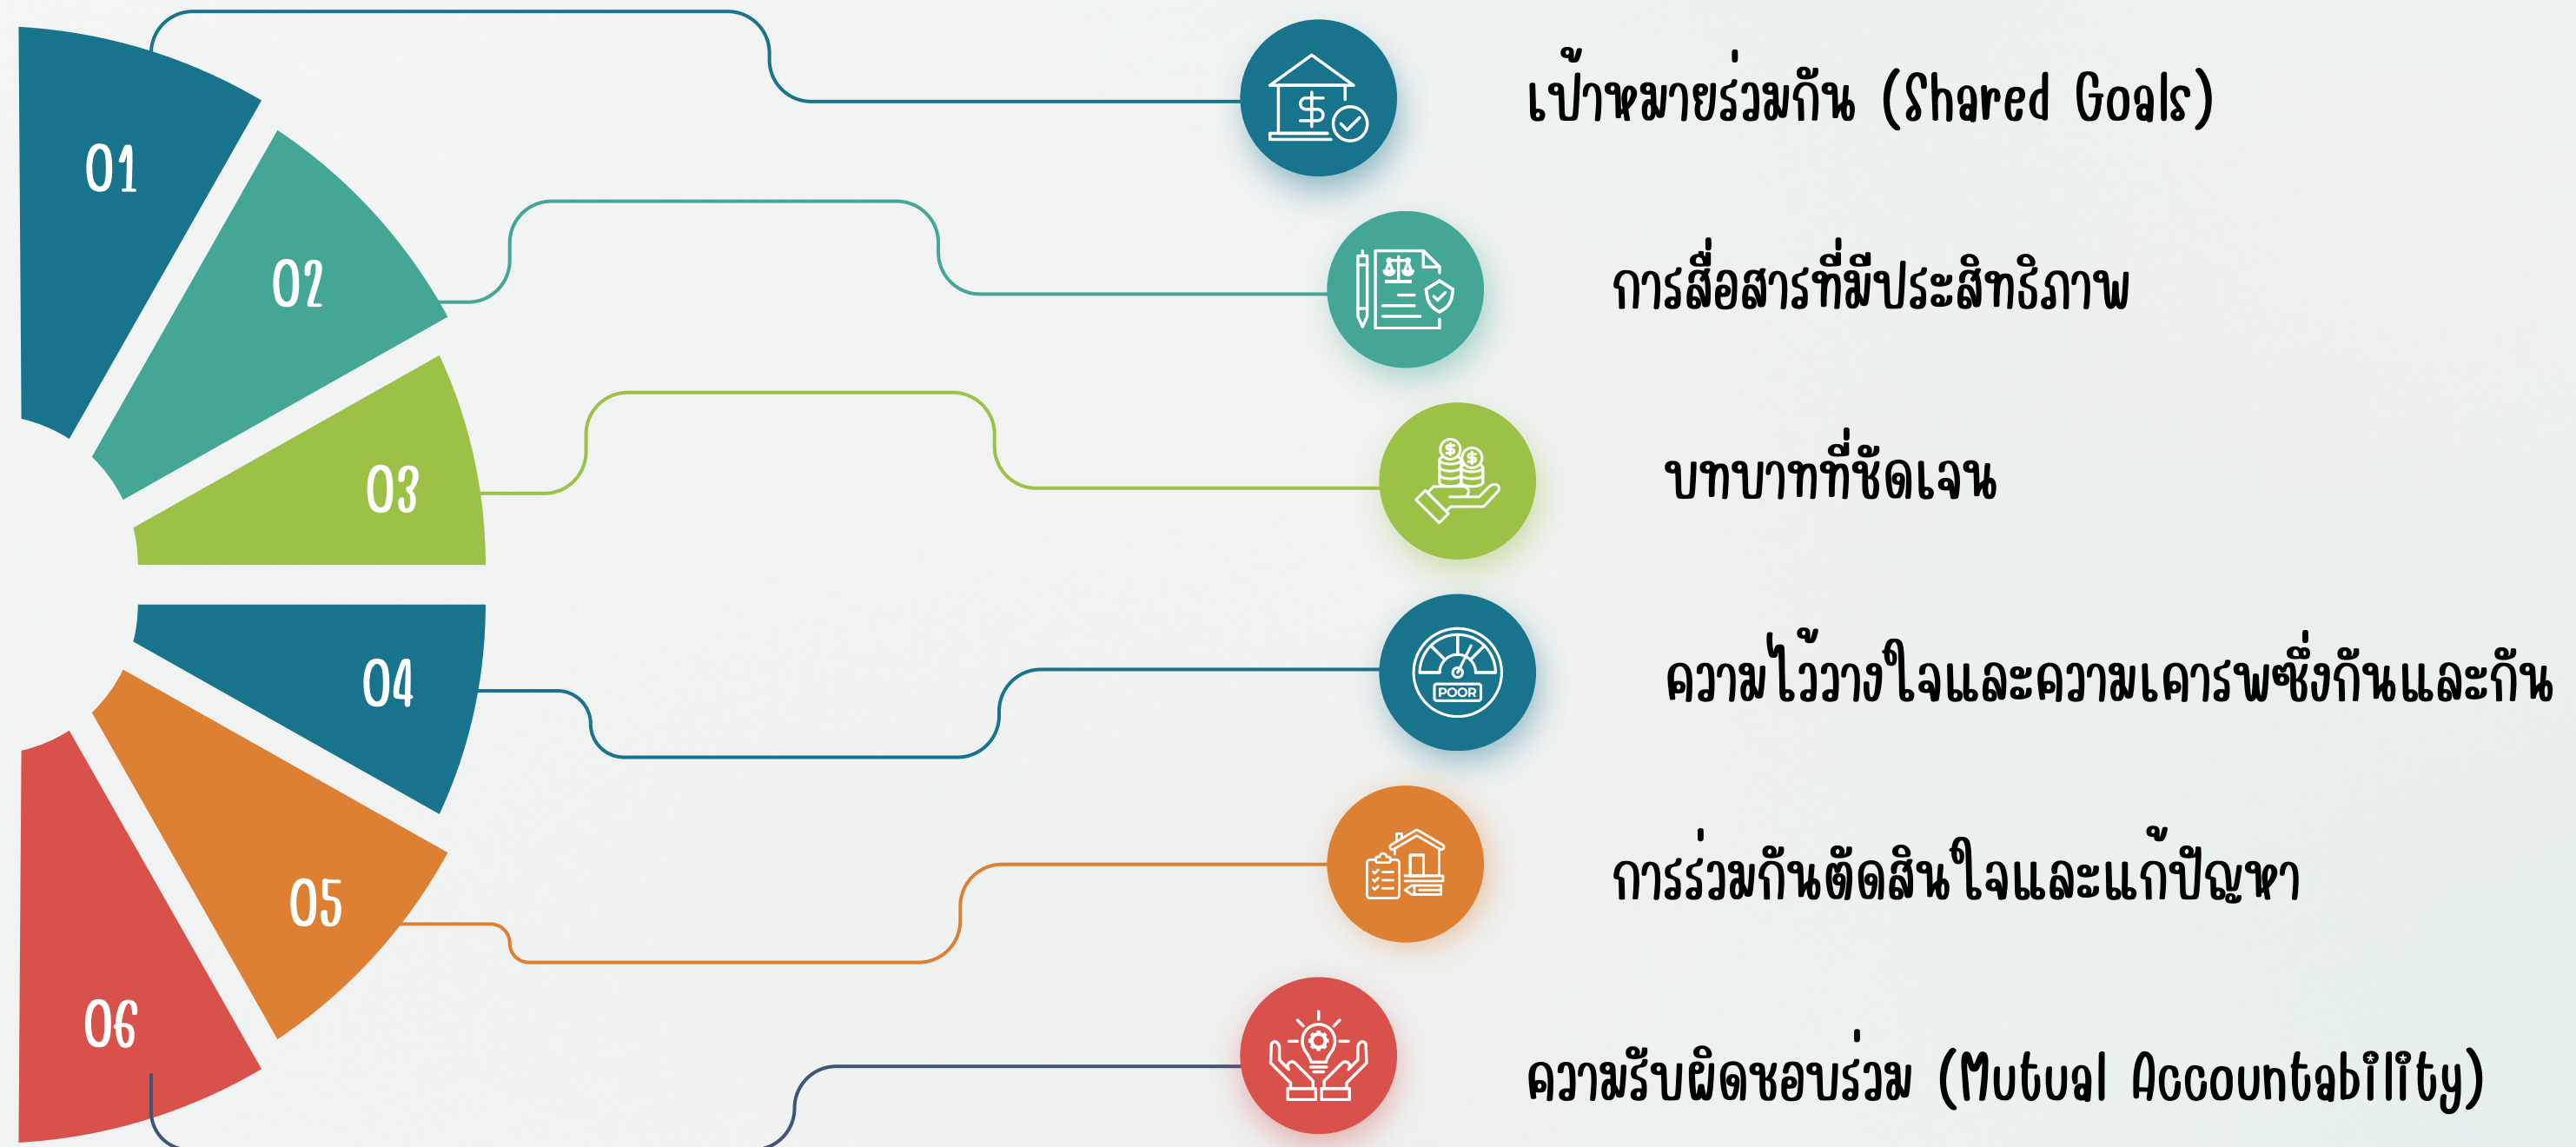 01
เป้าหมายร่วมกัน (Shared Goals)
02
การสื่อสารที่มีประสิทธิภาพ
03
บทบาทที่ชัดเจน
04
POOR
ความไว้วางใจและความเคารพซึ่งกันและกัน
05
การร่วมกันตัดสินใจและแก้ปัญหา
06
ความรับผิดชอบร่วม (Mutual Accountability)